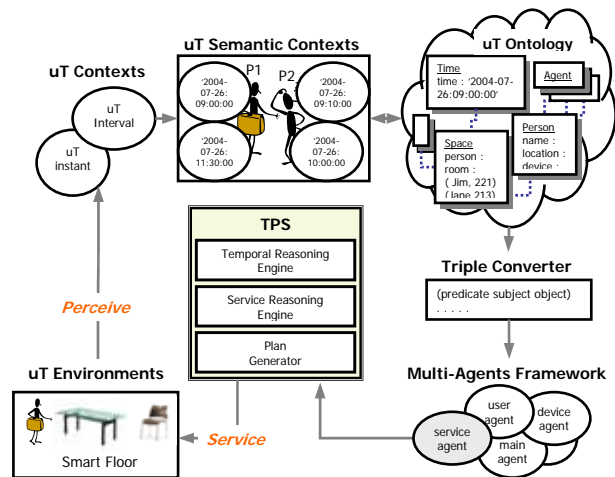 uT Semantic Contexts
uT Ontology
uT Contexts
uT
Interval
uT
instant
P1
P2
'2004-
07-26:
09:00:00
'2004-
07-26:
09:10:00
'2004-
07-26:
11:30:00
'2004-
07-26:
10:00:00
Time
time : '2004-07-
26:09:00:00'
Agent
Space
person :
room :
( Jim, 221)
(Jane 213)
Person
name :
location :
device :
TPS
Temporal Reasoning
Engine
Service Reasoning
Engine
Plan
Generator
Triple Converter
(predicate subject object)
. . . . .
Perceive
uT Environments
Smart Floor
Service
Multi-Agents Framework
user
agent
device
agent
service
agent
main
agent